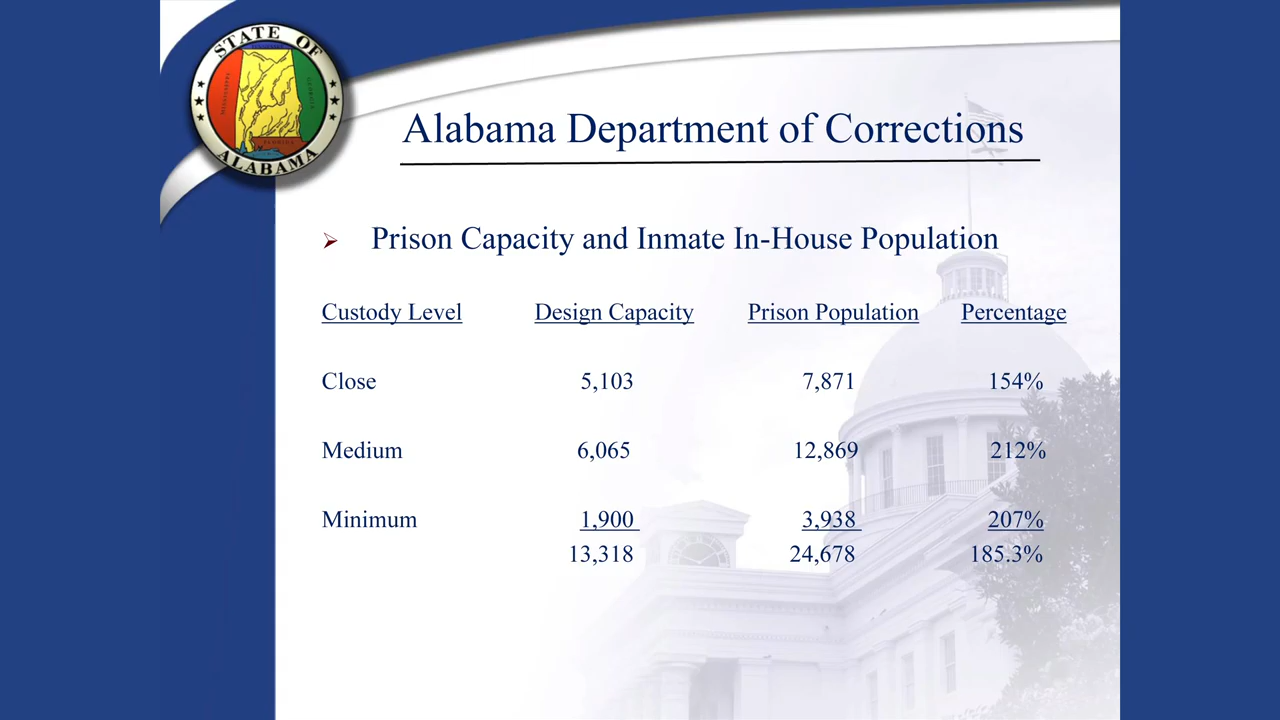 STATE OF
ALABAMA
Alabama Department of Corrections
Prison Capacity and Inmate In-House Population
Custody Level Design Capacity Prison Population Percentage
Close 5,103 7,871 154%
Medium 6,065 12,869 212%
Minimum 1,900 3,938 207%
13,318 24,678 185.3%